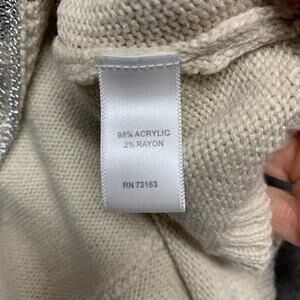 98% ACRYLIC
2% RAYON
RN 73163